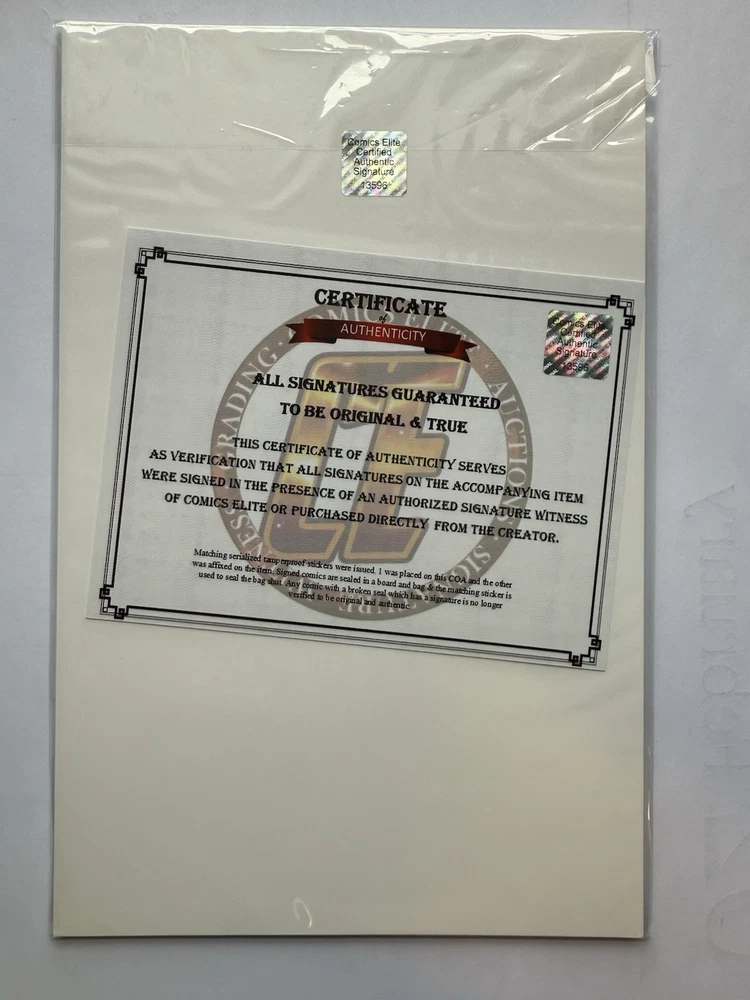 Comics Elite
Certified
Authentic
Signature
13596
CERTIFICATE
of
AUTHENTICITY
Comics Elite
Certified
Authentic
Signature
13596
ALL SIGNATURES GUARANTEED
TO BE ORIGINAL & TRUE
THIS CERTIFICATE OF AUTHENTICITY SERVES
AS VERIFICATION THAT ALL SIGNATURES ON THE ACCOMPANYING ITEM
WERE SIGNED IN THE PRESENCE OF AN AUTHORIZED SIGNATURE WITNESS
OF COMICS ELITE OR PURCHASED DIRECTLY FROM THE CREATOR.
Matching serialized tamperproof stickers were issued. 1 was placed on this COA and the other
was affixed on the item. Signed comics are sealed in a board and bag & the matching sticker is
used to seal the bag shut. Any comic with a broken seal which has a signature is no longer
verified to be original and authentic
CE